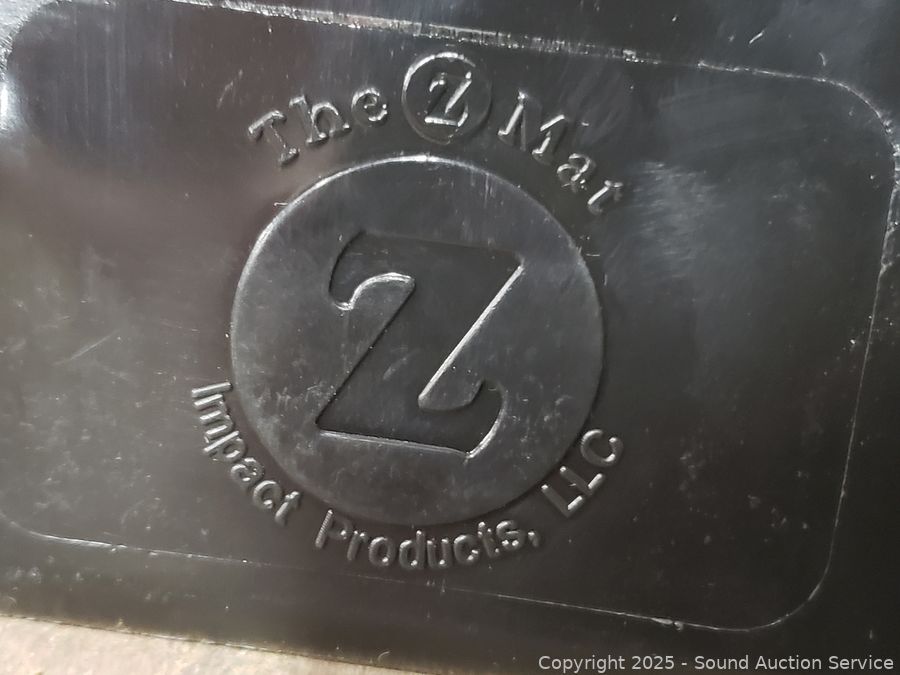 The Z Mat
Z
Impact Products, LLC
Copyright 2025 - Sound Auction Service